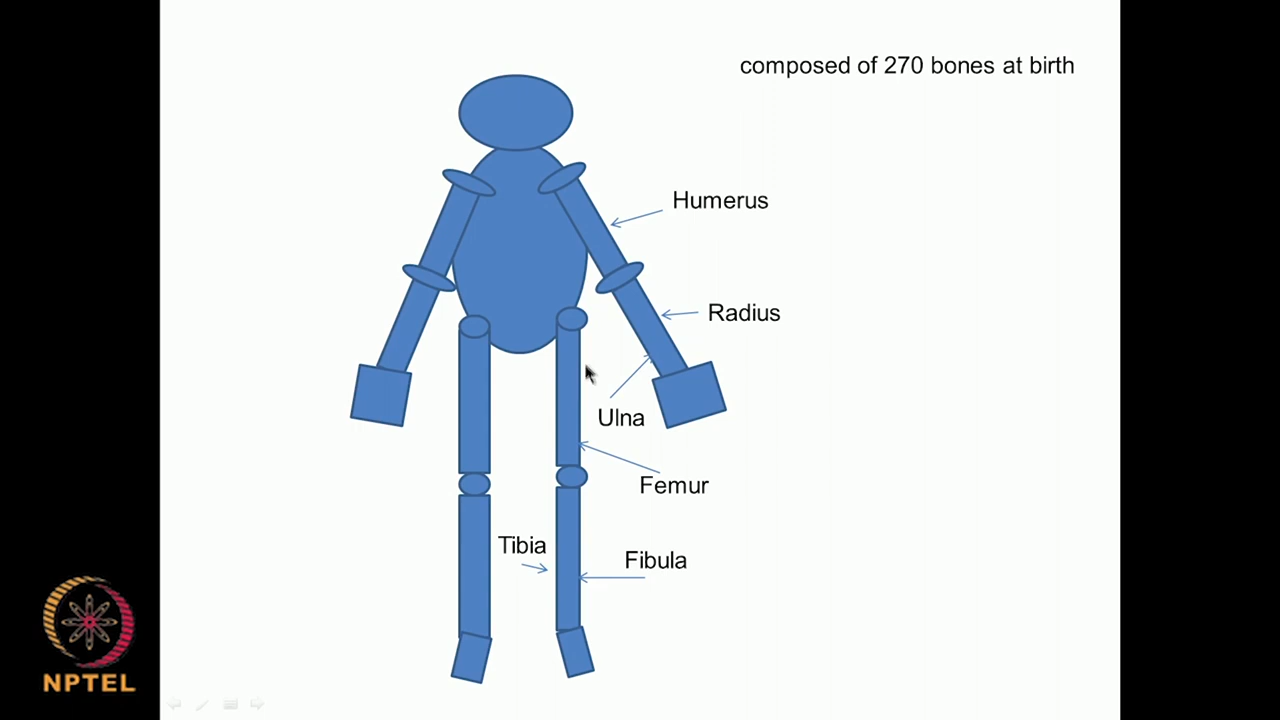 composed of 270 bones at birth
Humerus
Radius
Ulna
Femur
Tibia
Fibula
NPTEL